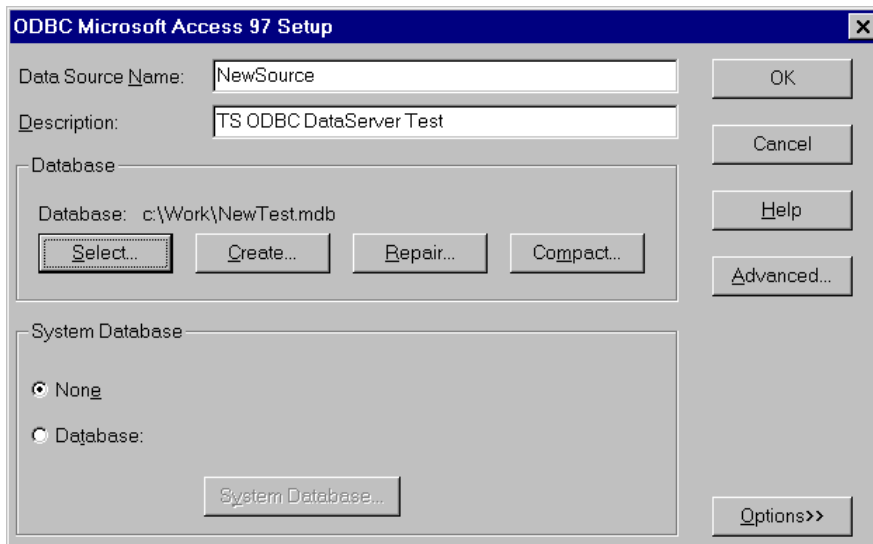 ODBC Microsoft Access 97 Setup
Data Source Name: NewSource
OK
Description: TS ODBC DataServer Test
Cancel
Database
Database: c:\Work\NewTest.mdb
Help
Select... Create... Repair... Compact...
Advanced...
System Database
None
Database:
System Database...
Options>>